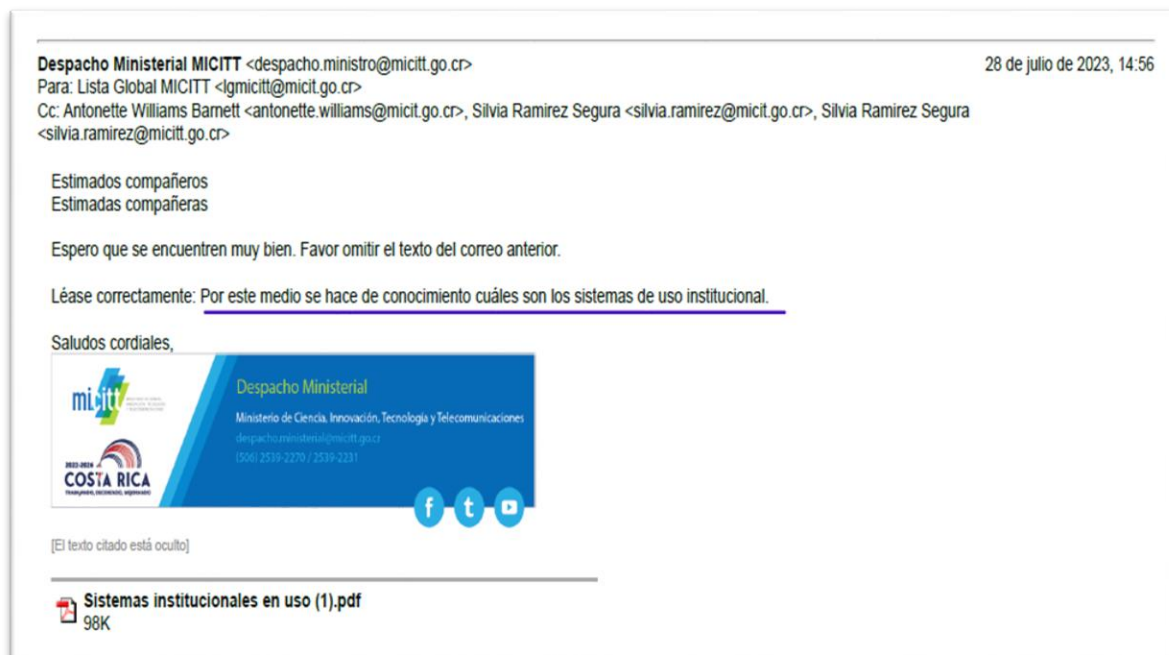 Despacho Ministerial MICITT <despacho.ministro@micitt.go.cr> 28 de julio de 2023, 14:56
Para: Lista Global MICITT <lgmicitt@micit.go.cr>
Cc: Antonette Williams Barnett <antonette.williams@micit.go.cr>, Silvia Ramirez Segura <silvia.ramirez@micit.go.cr>, Silvia Ramirez Segura
<silvia.ramirez@micitt.go.cr>
Estimados compañeros
Estimadas compañeras
Espero que se encuentren muy bien. Favor omitir el texto del correo anterior.
Léase correctamente: Por este medio se hace de conocimiento cuáles son los sistemas de uso institucional.
Saludos cordiales,
micitt
Despacho Ministerial
Ministerio de Ciencia, Innovación, Tecnología y Telecomunicaciones
despacho.ministerial@micitt.go.cr
(506) 2539-2270 / 2539-2231
2022-2026
COSTA RICA
f t
[El texto citado está oculto]
Sistemas institucionales en uso (1).pdf
98K